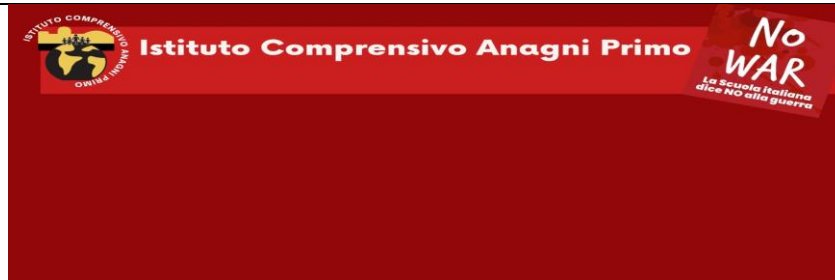 ISTITUTO COMPRENSIVO ANAGNI PRIMO
Istituto Comprensivo Anagni Primo
No
WAR
La Scuola italiana
dice NO alla guerra